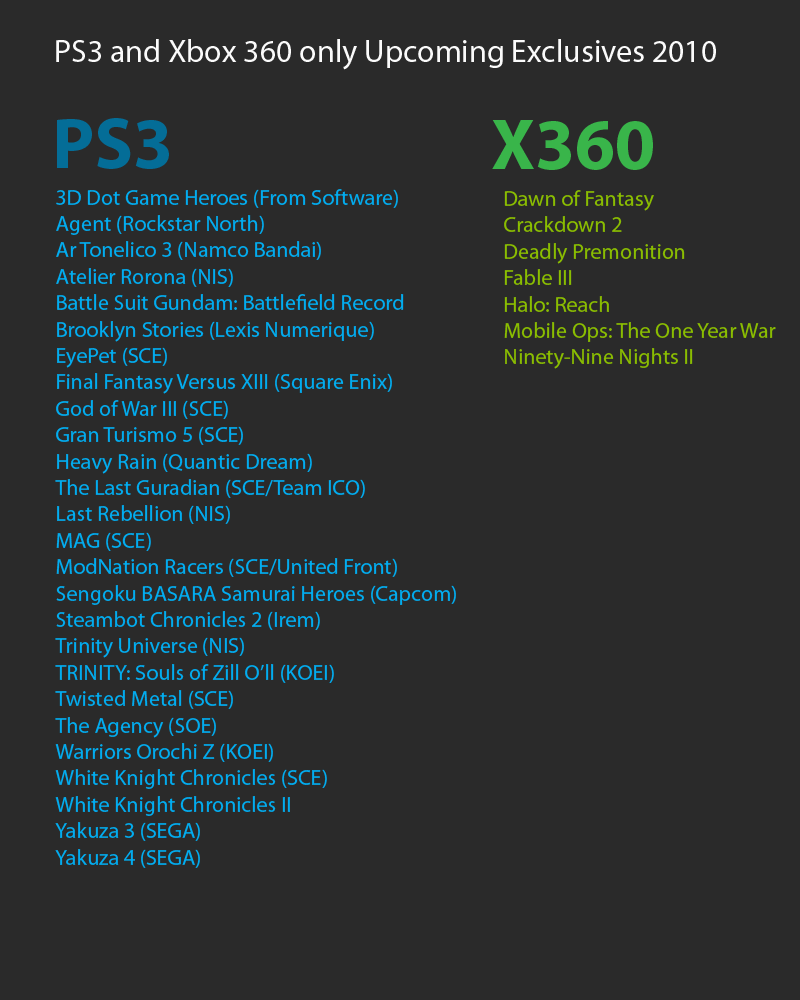 PS3 and Xbox 360 only Upcoming Exclusives 2010
PS3
3D Dot Game Heroes (From Software)
Agent (Rockstar North)
Ar Tonelico 3 (Namco Bandai)
Atelier Rorona (NIS)
Battle Suit Gundam: Battlefield Record
Brooklyn Stories (Lexis Numerique)
EyePet (SCE)
Final Fantasy Versus XIII (Square Enix)
God of War III (SCE)
Gran Turismo 5 (SCE)
Heavy Rain (Quantic Dream)
The Last Guradian (SCE/Team ICO)
Last Rebellion (NIS)
MAG (SCE)
ModNation Racers (SCE/United Front)
Sengoku BASARA Samurai Heroes (Capcom)
Steambot Chronicles 2 (Irem)
Trinity Universe (NIS)
TRINITY: Souls of Zill O’ll (KOEI)
Twisted Metal (SCE)
The Agency (SOE)
Warriors Orochi Z (KOEI)
White Knight Chronicles (SCE)
White Knight Chronicles II
Yakuza 3 (SEGA)
Yakuza 4 (SEGA)
X360
Dawn of Fantasy
Crackdown 2
Deadly Premonition
Fable III
Halo: Reach
Mobile Ops: The One Year War
Ninety-Nine Nights II